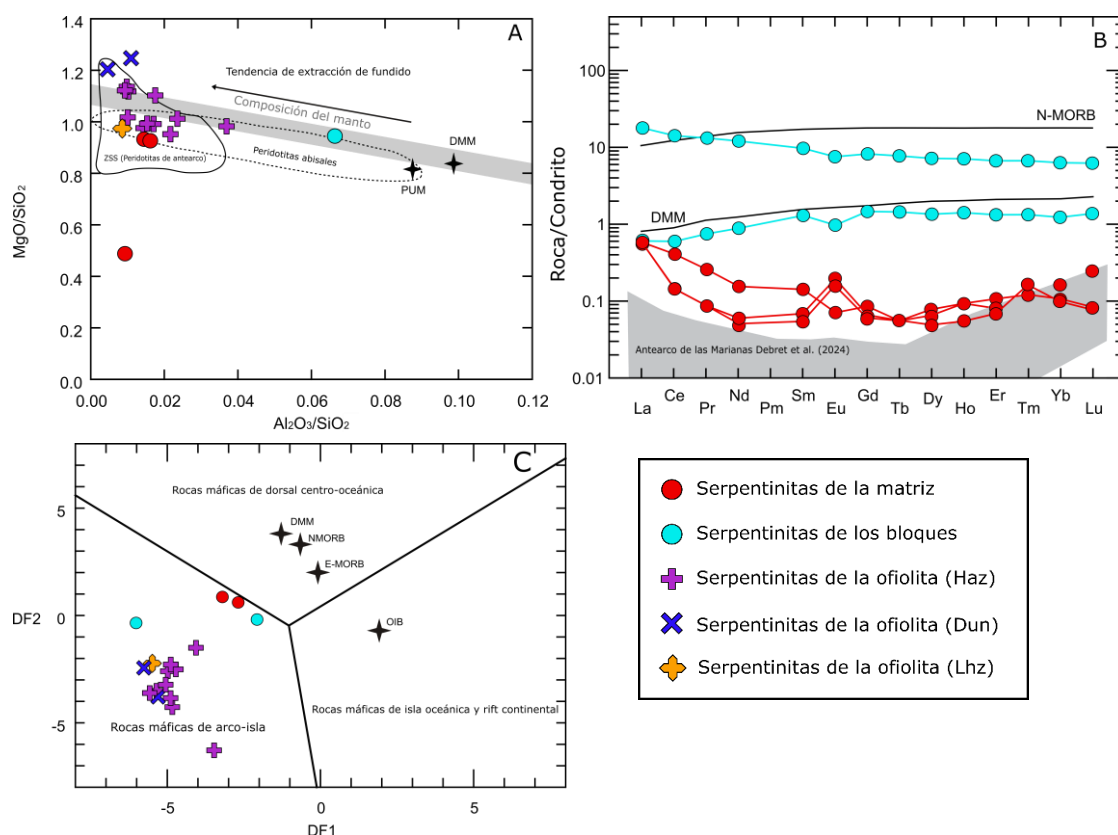 A
1.4
1.2
1.0
0.8
0.6
0.4
0.2
0.0
MgO/SiO2
Tendencia de extracción de fundido
Composición del manto
DMM
Peridotitas abisales
ZSS (Peridotitas de antearco)
PUM
0.00
0.02
0.04
0.06
0.08
0.10
0.12
Al2O3/SiO2
B
100
10
1
0.1
0.01
Roca/Condrito
N-MORB
DMM
Antearco de las Marianas Debret et al. (2024)
La
Ce
Pr
Nd
Pm
Sm
Eu
Gd
Tb
Dy
Ho
Er
Tm
Yb
Lu
C
5
0
-5
DF2
Rocas máficas de dorsal centro-oceánica
DMM
NMORB
E-MORB
OIB
Rocas máficas de isla oceánica y rift continental
Rocas máficas de arco-isla
-5
0
5
DF1
Serpentinitas de la matriz
Serpentinitas de los bloques
Serpentinitas de la ofiolita (Haz)
Serpentinitas de la ofiolita (Dun)
Serpentinitas de la ofiolita (Lhz)